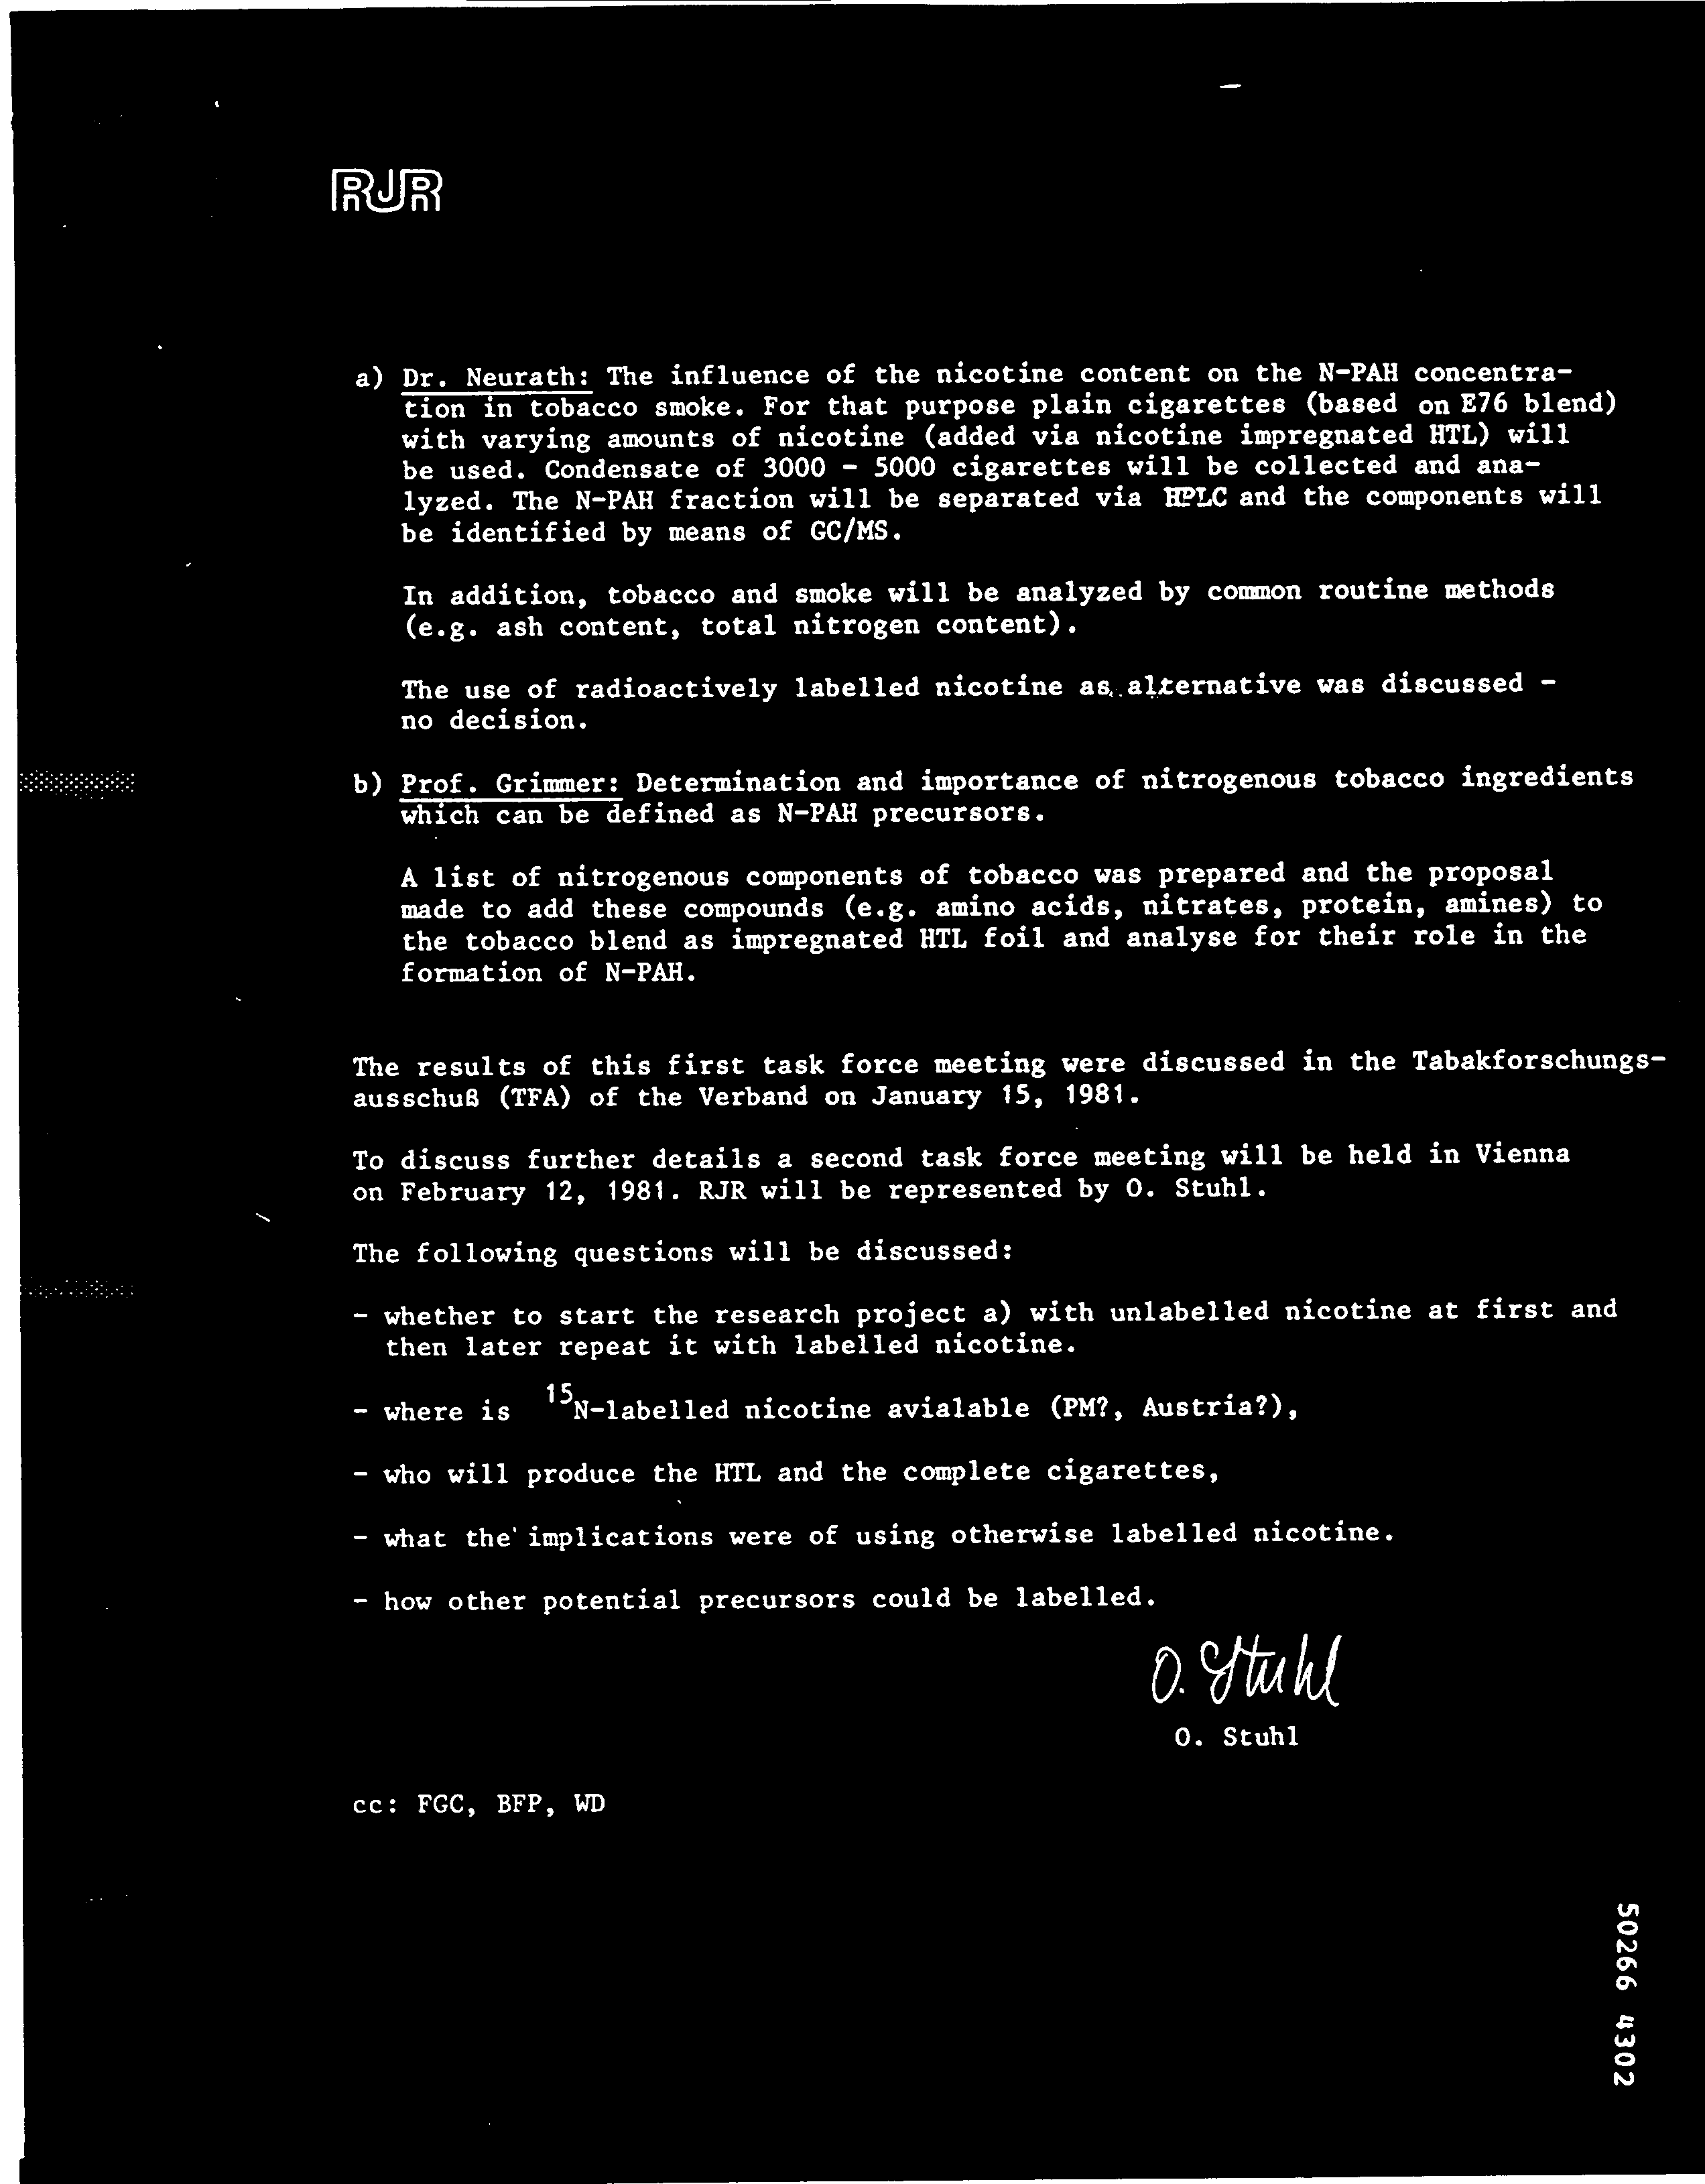 RJR
a) Dr. Neurath: The influence of the nicotine content on the N-PAH concentra-
tion in tobacco smoke. For that purpose plain cigarettes (based on E76 blend)
with varying amounts of nicotine (added via nicotine impregnated HTL) will
be used. Condensate of 3000 - 5000 cigarettes will be collected and ana-
lyzed. The N-PAH fraction will be separated via HPLC and the components will
be identified by means of GC/MS.
In addition, tobacco and smoke will be analyzed by common routine methods
(e.g. ash content, total nitrogen content).
The use of radioactively labelled nicotine as alternative was discussed -
no decision.
b) Prof. Grimmer: Determination and importance of nitrogenous tobacco ingredients
which can be defined as N-PAH precursors.
A list of nitrogenous components of tobacco was prepared and the proposal
made to add these compounds (e.g. amino acids, nitrates, protein, amines) to
the tobacco blend as impregnated HTL foil and analyse for their role in the
formation of N-PAH.
The results of this first task force meeting were discussed in the Tabakforschungs-
ausschuß (TFA) of the Verband on January 15, 1981.
To discuss further details a second task force meeting will be held in Vienna
on February 12, 1981. RJR will be represented by O. Stuhl.
The following questions will be discussed:
- whether to start the research project a) with unlabelled nicotine at first and
then later repeat it with labelled nicotine.
- where is 15N-labelled nicotine avialable (PM?, Austria?),
- who will produce the HTL and the complete cigarettes,
- what the implications were of using otherwise labelled nicotine.
- how other potential precursors could be labelled.
O. Stuhl
O. Stuhl
cc: FGC, BFP, WD
50266 4302